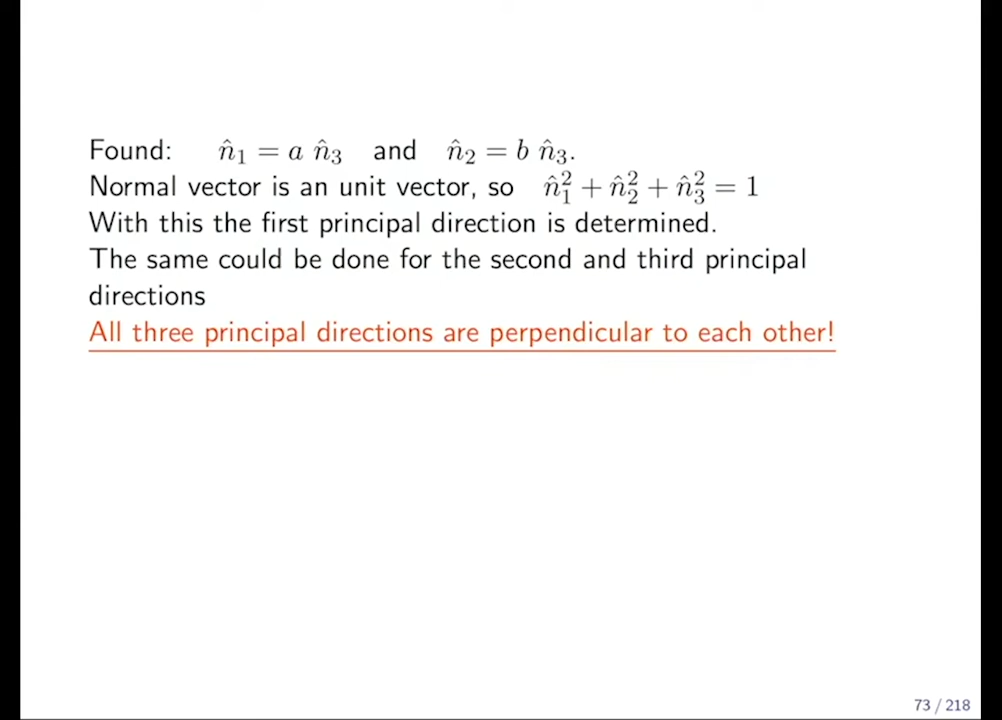 Found: n̂₁ = a n̂₃ and n̂₂ = b n̂₃.
Normal vector is an unit vector, so n̂₁² + n̂₂² + n̂₃² = 1
With this the first principal direction is determined.
The same could be done for the second and third principal
directions
All three principal directions are perpendicular to each other!
73 / 218